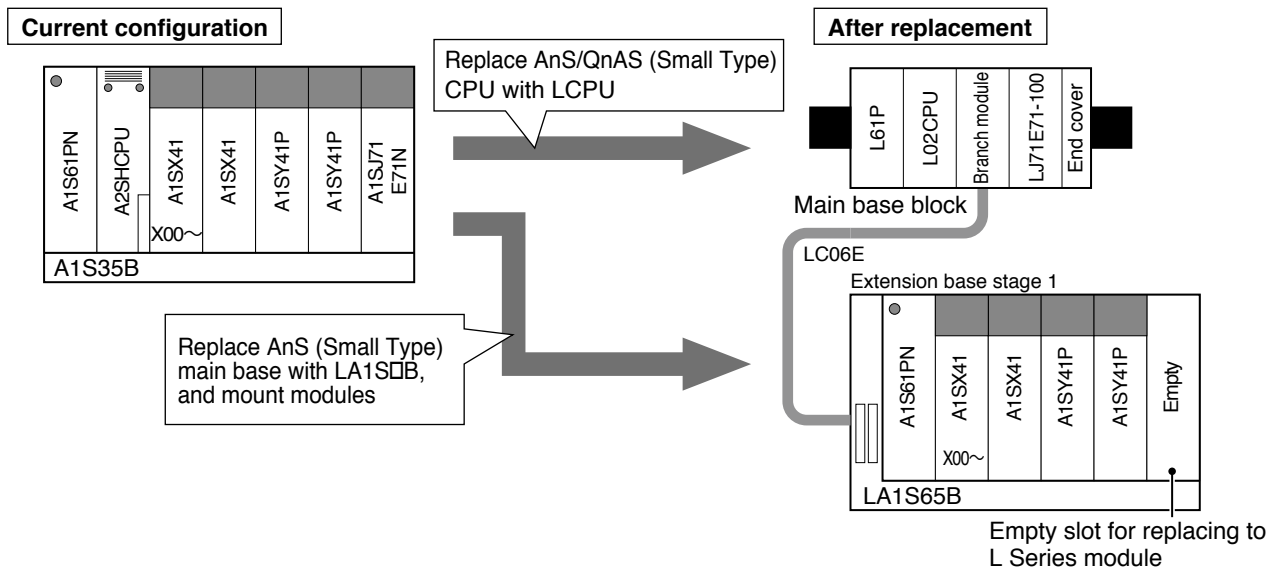 Current configuration
A1S61PN
A2SHCPU
A1SX41
X00～
A1SX41
A1SY41P
A1SY41P
A1SJ71
E71N
A1S35B
Replace AnS/QnAS (Small Type)
CPU with LCPU
Replace AnS (Small Type)
main base with LA1S□B,
and mount modules
After replacement
L61P
L02CPU
Branch module
LJ71E71-100
End cover
Main base block
LC06E
Extension base stage 1
A1S61PN
A1SX41
X00～
A1SX41
A1SY41P
A1SY41P
Empty
LA1S65B
Empty slot for replacing to
L Series module